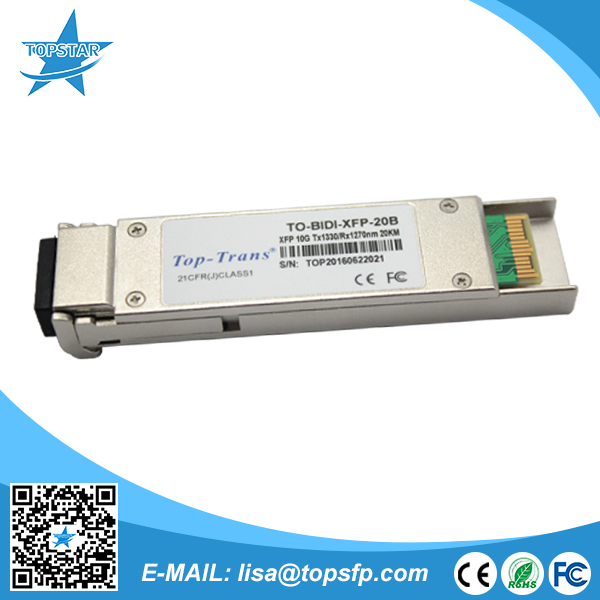 TOPSTAR
TO-BIDI-XFP-20B
XFP 10G Tx1330/Rx1270nm 20KM
Top-Trans®
S/N: TOP20160622021
21CFR(J)CLASS1
CE FC
E-MAIL: lisa@topsfp.com
CE RoHS FC